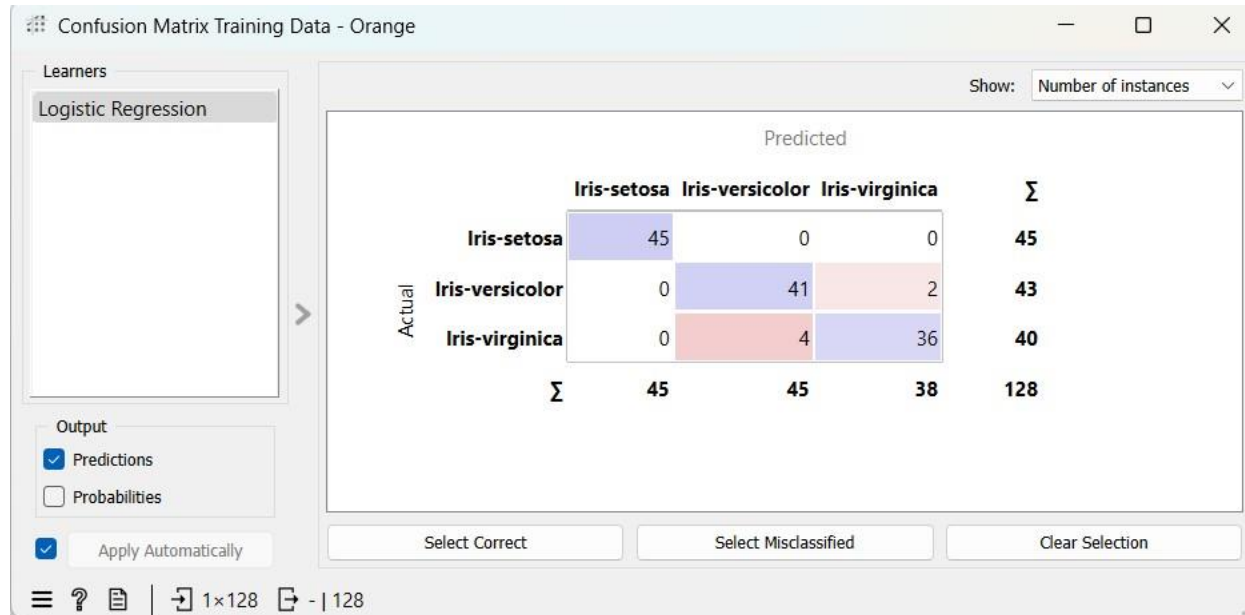 Confusion Matrix Training Data - Orange
Learners
Logistic Regression
Show: Number of instances
Predicted
Iris-setosa Iris-versicolor Iris-virginica ∑
Actual
Iris-setosa 45 0 0 45
Iris-versicolor 0 41 2 43
Iris-virginica 0 4 36 40
∑ 45 45 38 128
Output
Predictions
Probabilities
Apply Automatically
Select Correct Select Misclassified Clear Selection
1×128 - | 128